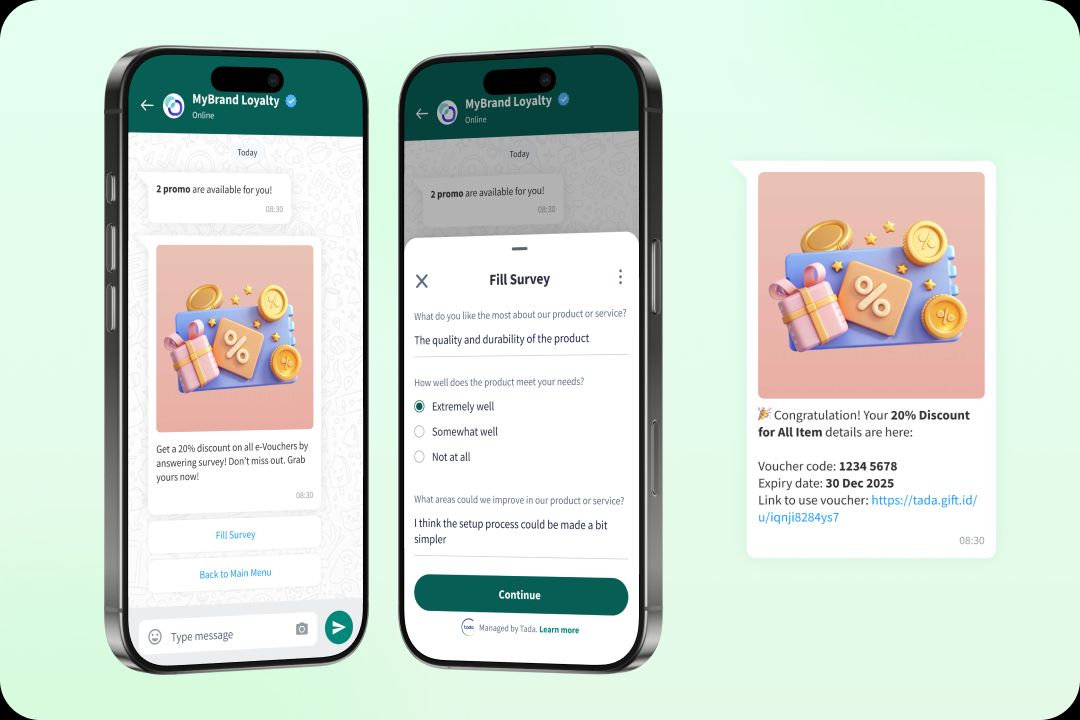 MyBrand Loyalty
Online
Today
2 promo are available for you!
08:30
Get a 20% discount on all e-Vouchers by
answering survey! Don't miss out. Grab
yours now!
08:30
Fill Survey
Back to Main Menu
Type message
MyBrand Loyalty
Online
Today
2 promo are available for you!
08:30
Fill Survey
What do you like the most about our product or service?
The quality and durability of the product
How well does the product meet your needs?
Extremely well
Somewhat well
Not at all
What areas could we improve in our product or service?
I think the setup process could be made a bit
simpler
Continue
tada Managed by Tada. Learn more
🎉 Congratulation! Your 20% Discount
for All Item details are here:
Voucher code: 1234 5678
Expiry date: 30 Dec 2025
Link to use voucher: https://tada.gift.id/
u/iqnji8284ys7
08:30